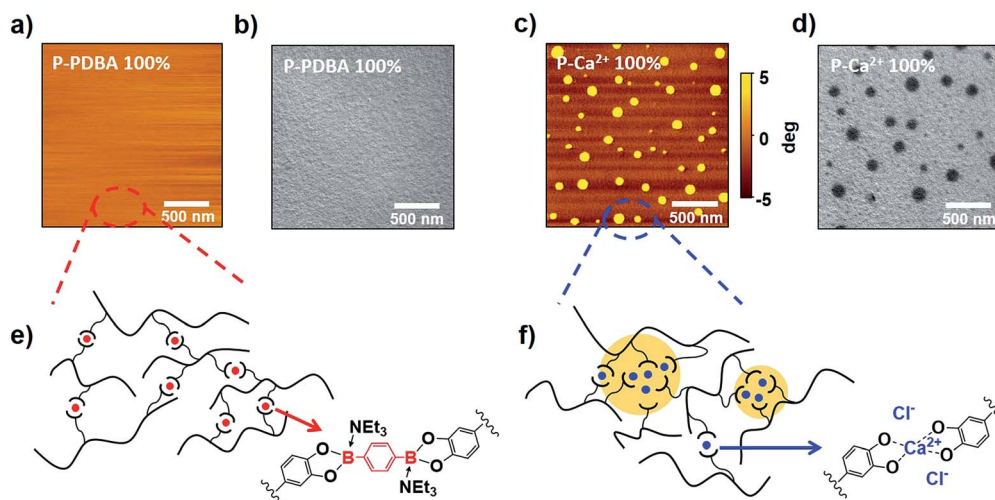 a)
P-PDBA 100%
500 nm
b)
P-PDBA 100%
500 nm
c)
P-Ca²⁺ 100%
500 nm
5
0
-5
deg
d)
P-Ca²⁺ 100%
500 nm
e)
NEt₃
O
B
B
O
O
O
NEt₃
f)
Cl⁻
O
O
Ca²⁺
O
O
Cl⁻